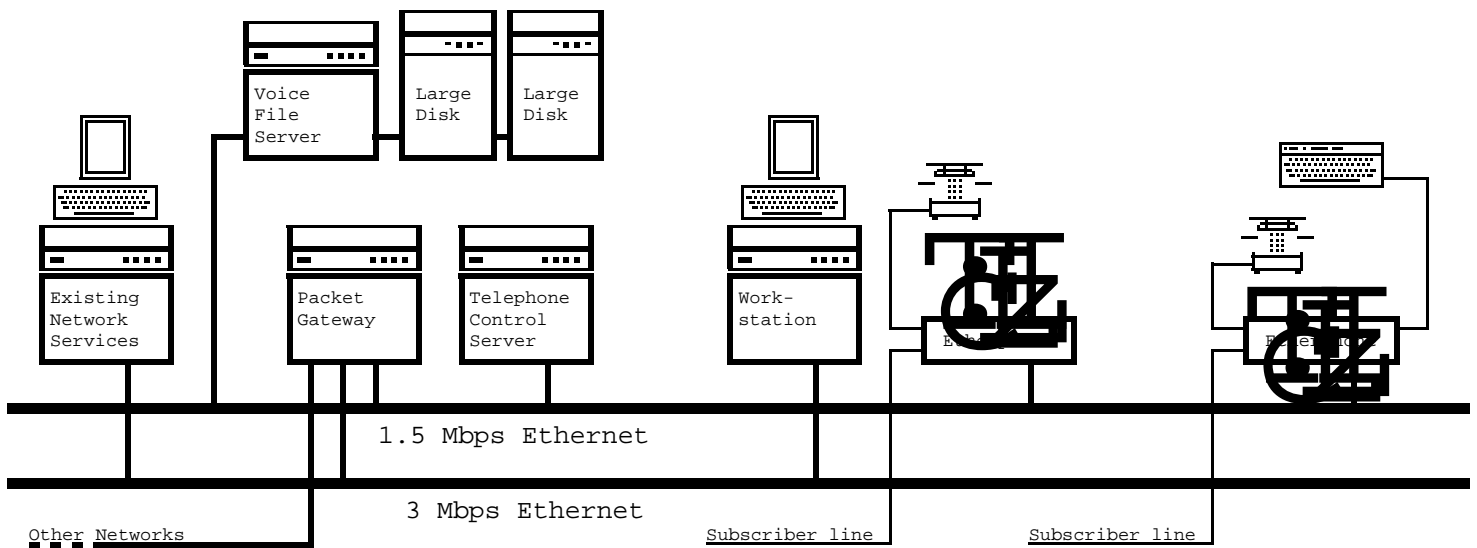 Voice
File
Server
Large
Disk
Large
Disk
Existing
Network
Services
Packet
Gateway
Telephone
Control
Server
Work-
station
1.5 Mbps Ethernet
3 Mbps Ethernet
Other Networks
Subscriber line
Subscriber line